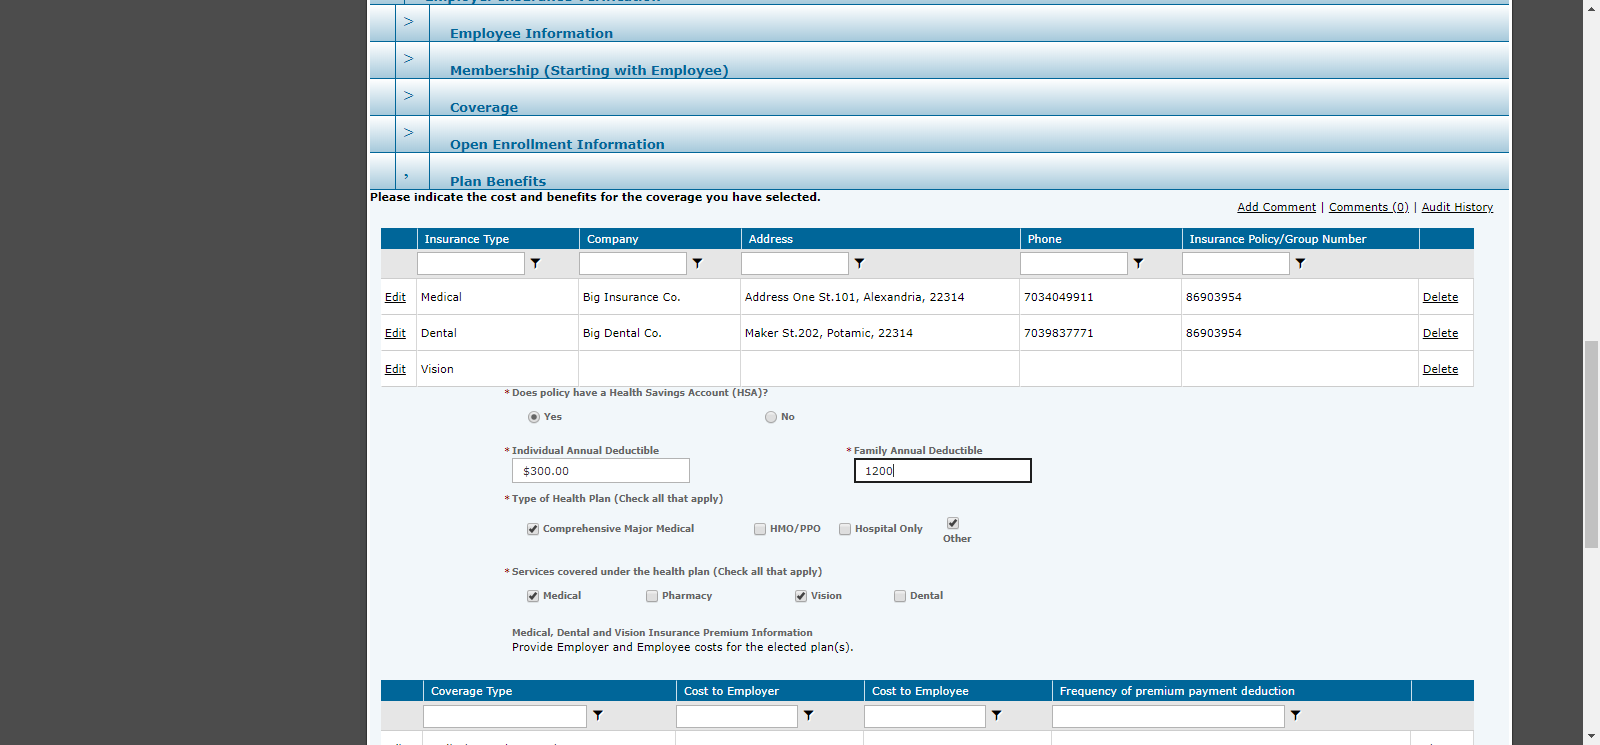 >
Employee Information
>
Membership (Starting with Employee)
>
Coverage
>
Open Enrollment Information
,
Plan Benefits
Please indicate the cost and benefits for the coverage you have selected.
Add Comment | Comments (0) | Audit History
Insurance Type Company Address Phone Insurance Policy/Group Number
Edit Medical Big Insurance Co. Address One St.101, Alexandria, 22314 7034049911 86903954 Delete
Edit Dental Big Dental Co. Maker St.202, Potamic, 22314 7039837771 86903954 Delete
Edit Vision Delete
* Does policy have a Health Savings Account (HSA)?
Yes No
* Individual Annual Deductible * Family Annual Deductible
$300.00 1200
* Type of Health Plan (Check all that apply)
Comprehensive Major Medical HMO/PPO Hospital Only Other
* Services covered under the health plan (Check all that apply)
Medical Pharmacy Vision Dental
Medical, Dental and Vision Insurance Premium Information
Provide Employer and Employee costs for the elected plan(s).
Coverage Type Cost to Employer Cost to Employee Frequency of premium payment deduction